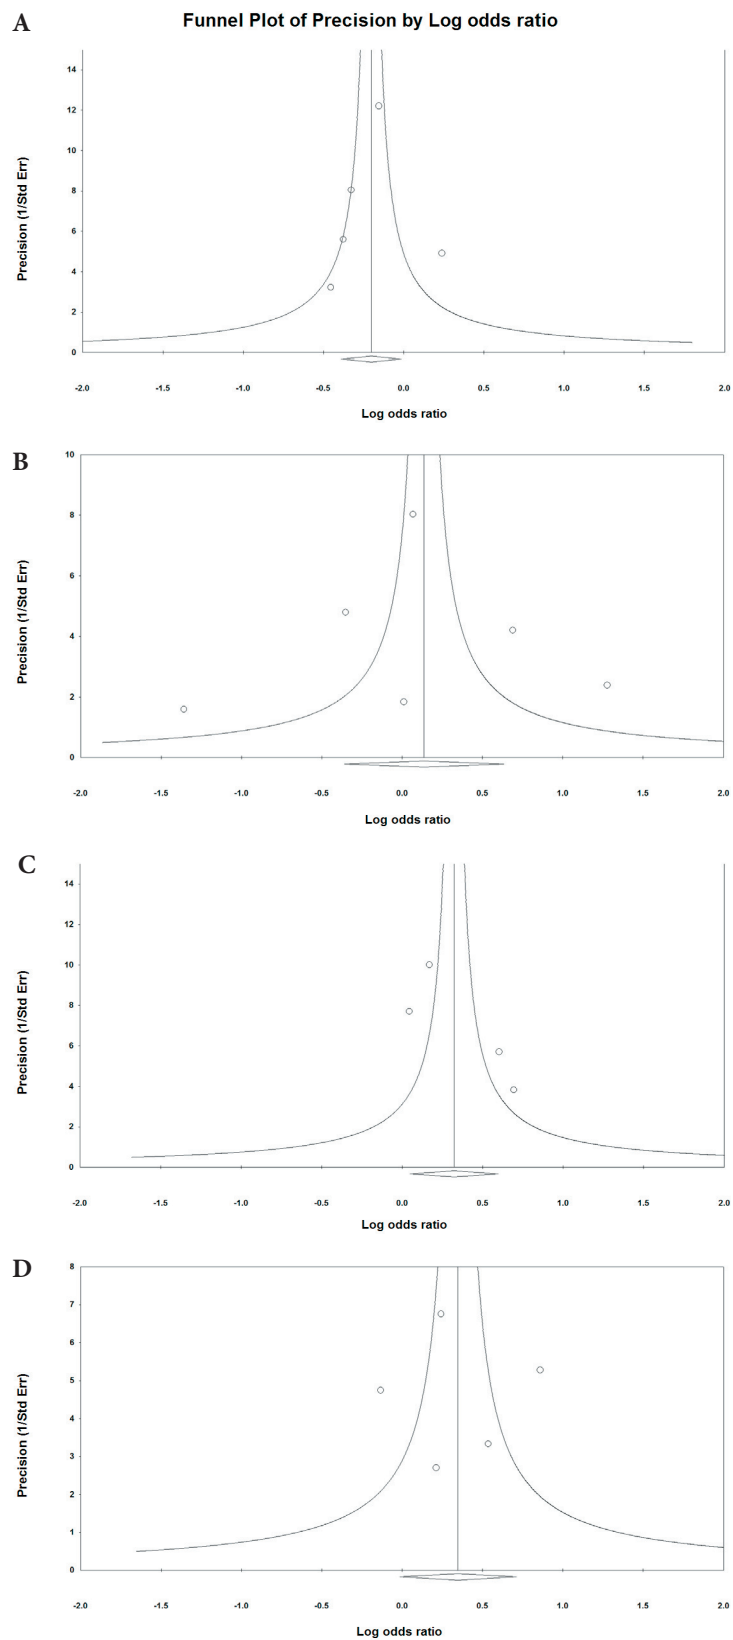 A
Funnel Plot of Precision by Log odds ratio
Precision (1/Std Err)
14
12
10
8
6
4
2
0
-2.0 -1.5 -1.0 -0.5 0.0 0.5 1.0 1.5 2.0
Log odds ratio
B
Precision (1/Std Err)
10
8
6
4
2
0
-2.0 -1.5 -1.0 -0.5 0.0 0.5 1.0 1.5 2.0
Log odds ratio
C
Precision (1/Std Err)
14
12
10
8
6
4
2
0
-2.0 -1.5 -1.0 -0.5 0.0 0.5 1.0 1.5 2.0
Log odds ratio
D
Precision (1/Std Err)
8
7
6
5
4
3
2
1
0
-2.0 -1.5 -1.0 -0.5 0.0 0.5 1.0 1.5 2.0
Log odds ratio